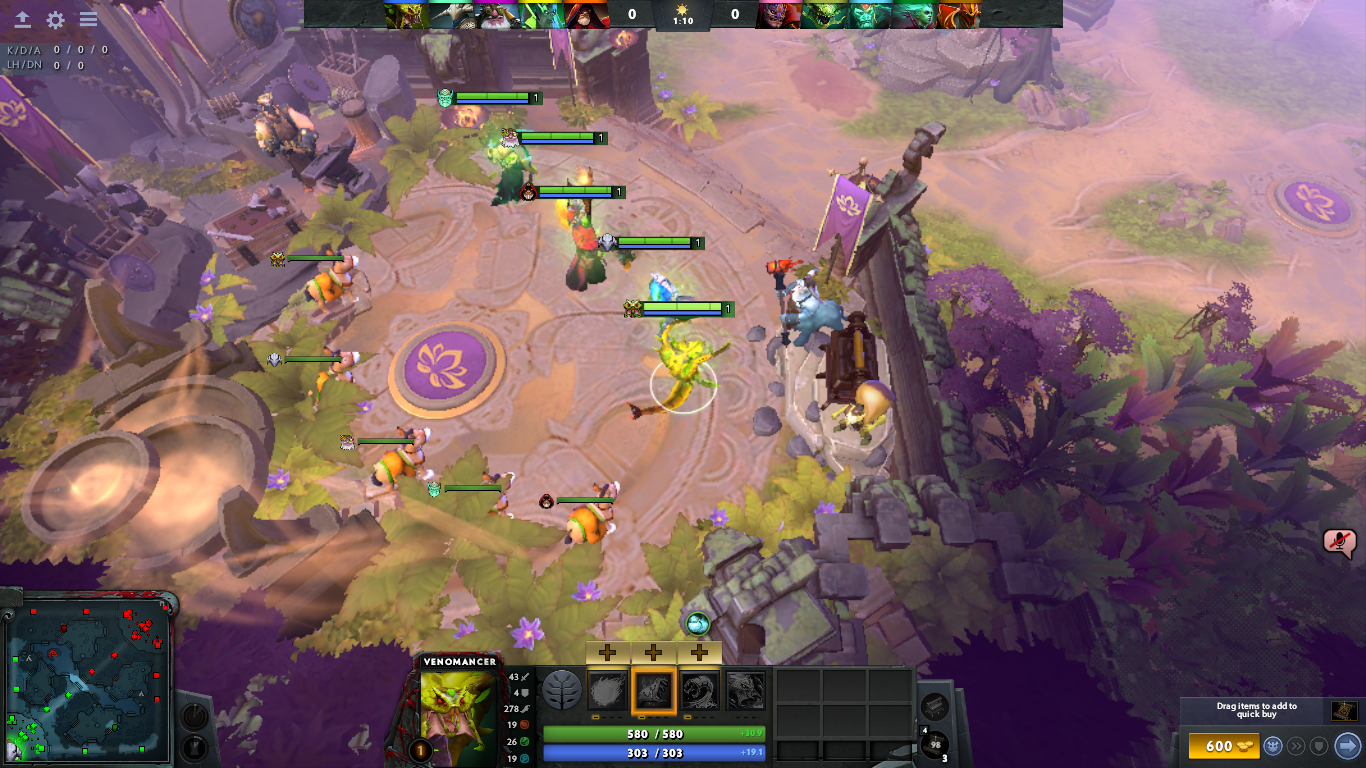 0 1:10 0
K/D/A 0 / 0 / 0
LH/DN 0 / 0
1
1
1
1
1
VENOMANCER
43
4
278
19
26
19
1
580 / 580 +30.9
303 / 303 +19.1
4
98
3
Drag items to add to
quick buy
600